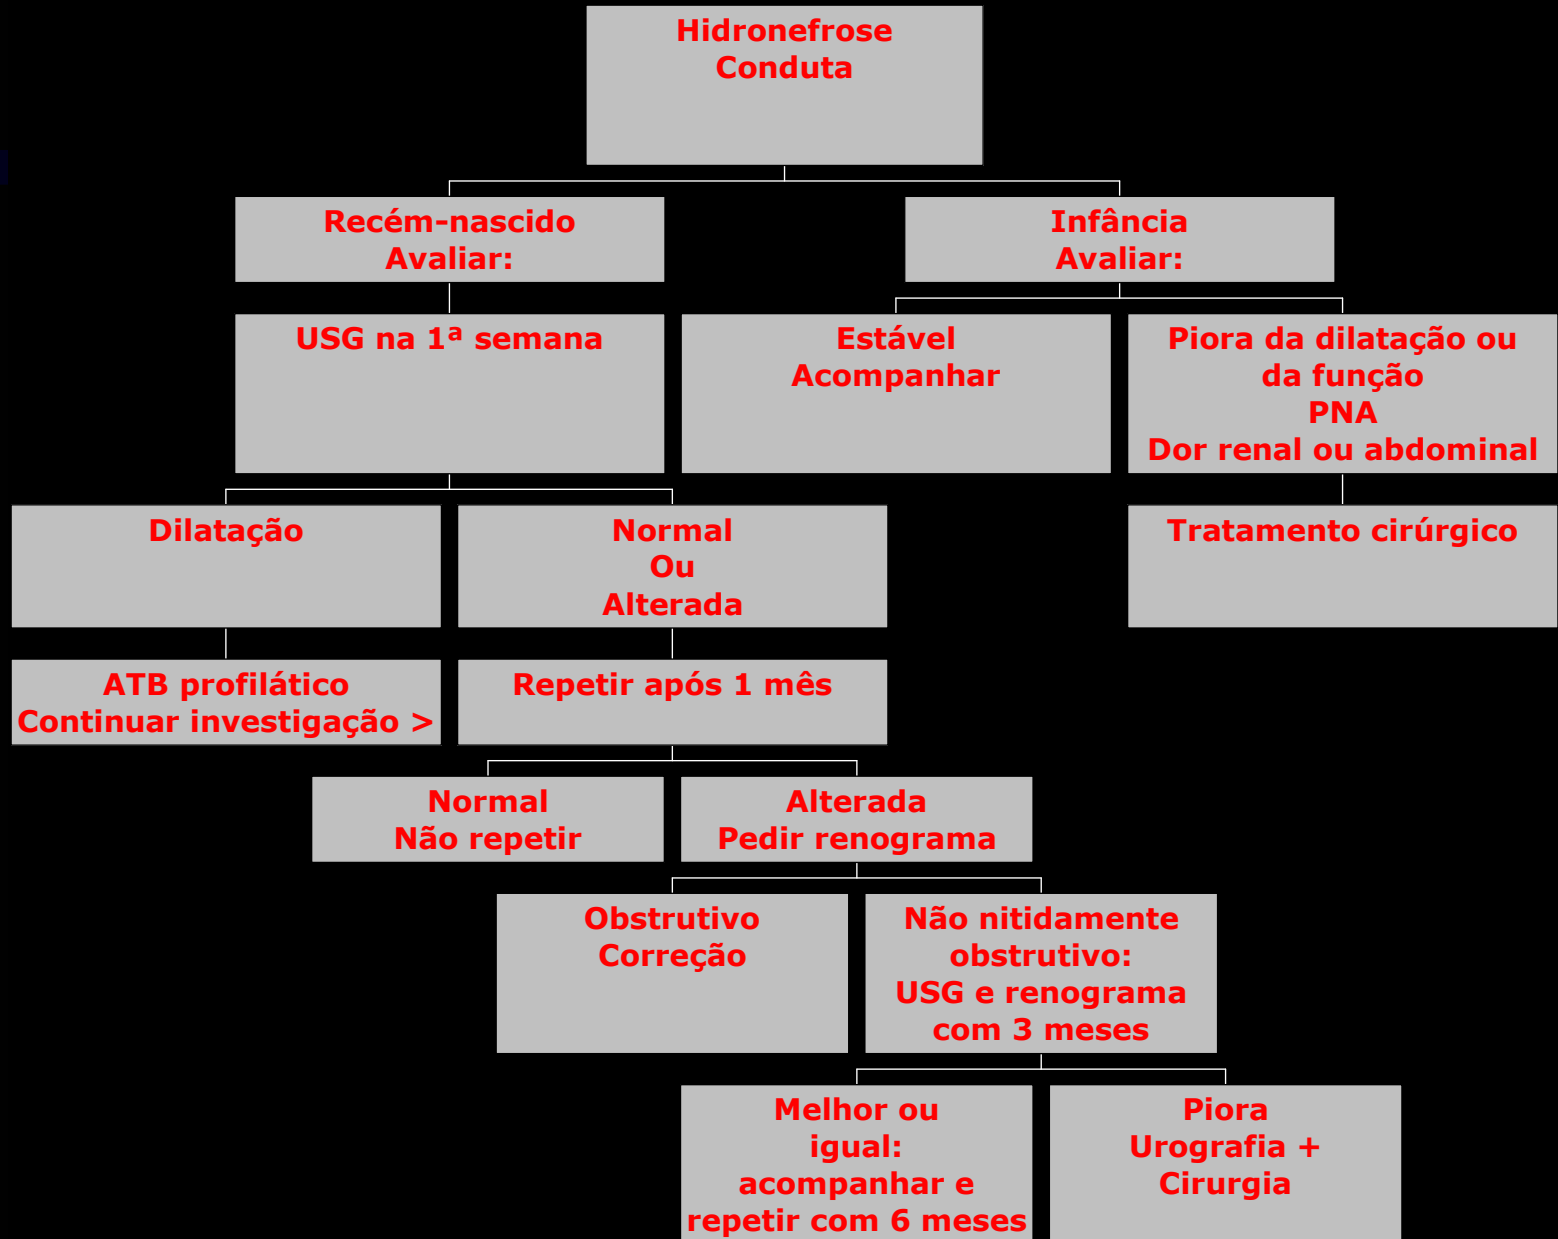 Hidronefrose
Conduta
Recém-nascido
Avaliar:
Infância
Avaliar:
USG na 1ª semana
Estável
Acompanhar
Piora da dilatação ou
da função
PNA
Dor renal ou abdominal
Dilatação
Normal
Ou
Alterada
Tratamento cirúrgico
ATB profilático
Continuar investigação >
Repetir após 1 mês
Normal
Não repetir
Alterada
Pedir renograma
Obstrutivo
Correção
Não nitidamente
obstrutivo:
USG e renograma
com 3 meses
Melhor ou
igual:
acompanhar e
repetir com 6 meses
Piora
Urografia +
Cirurgia